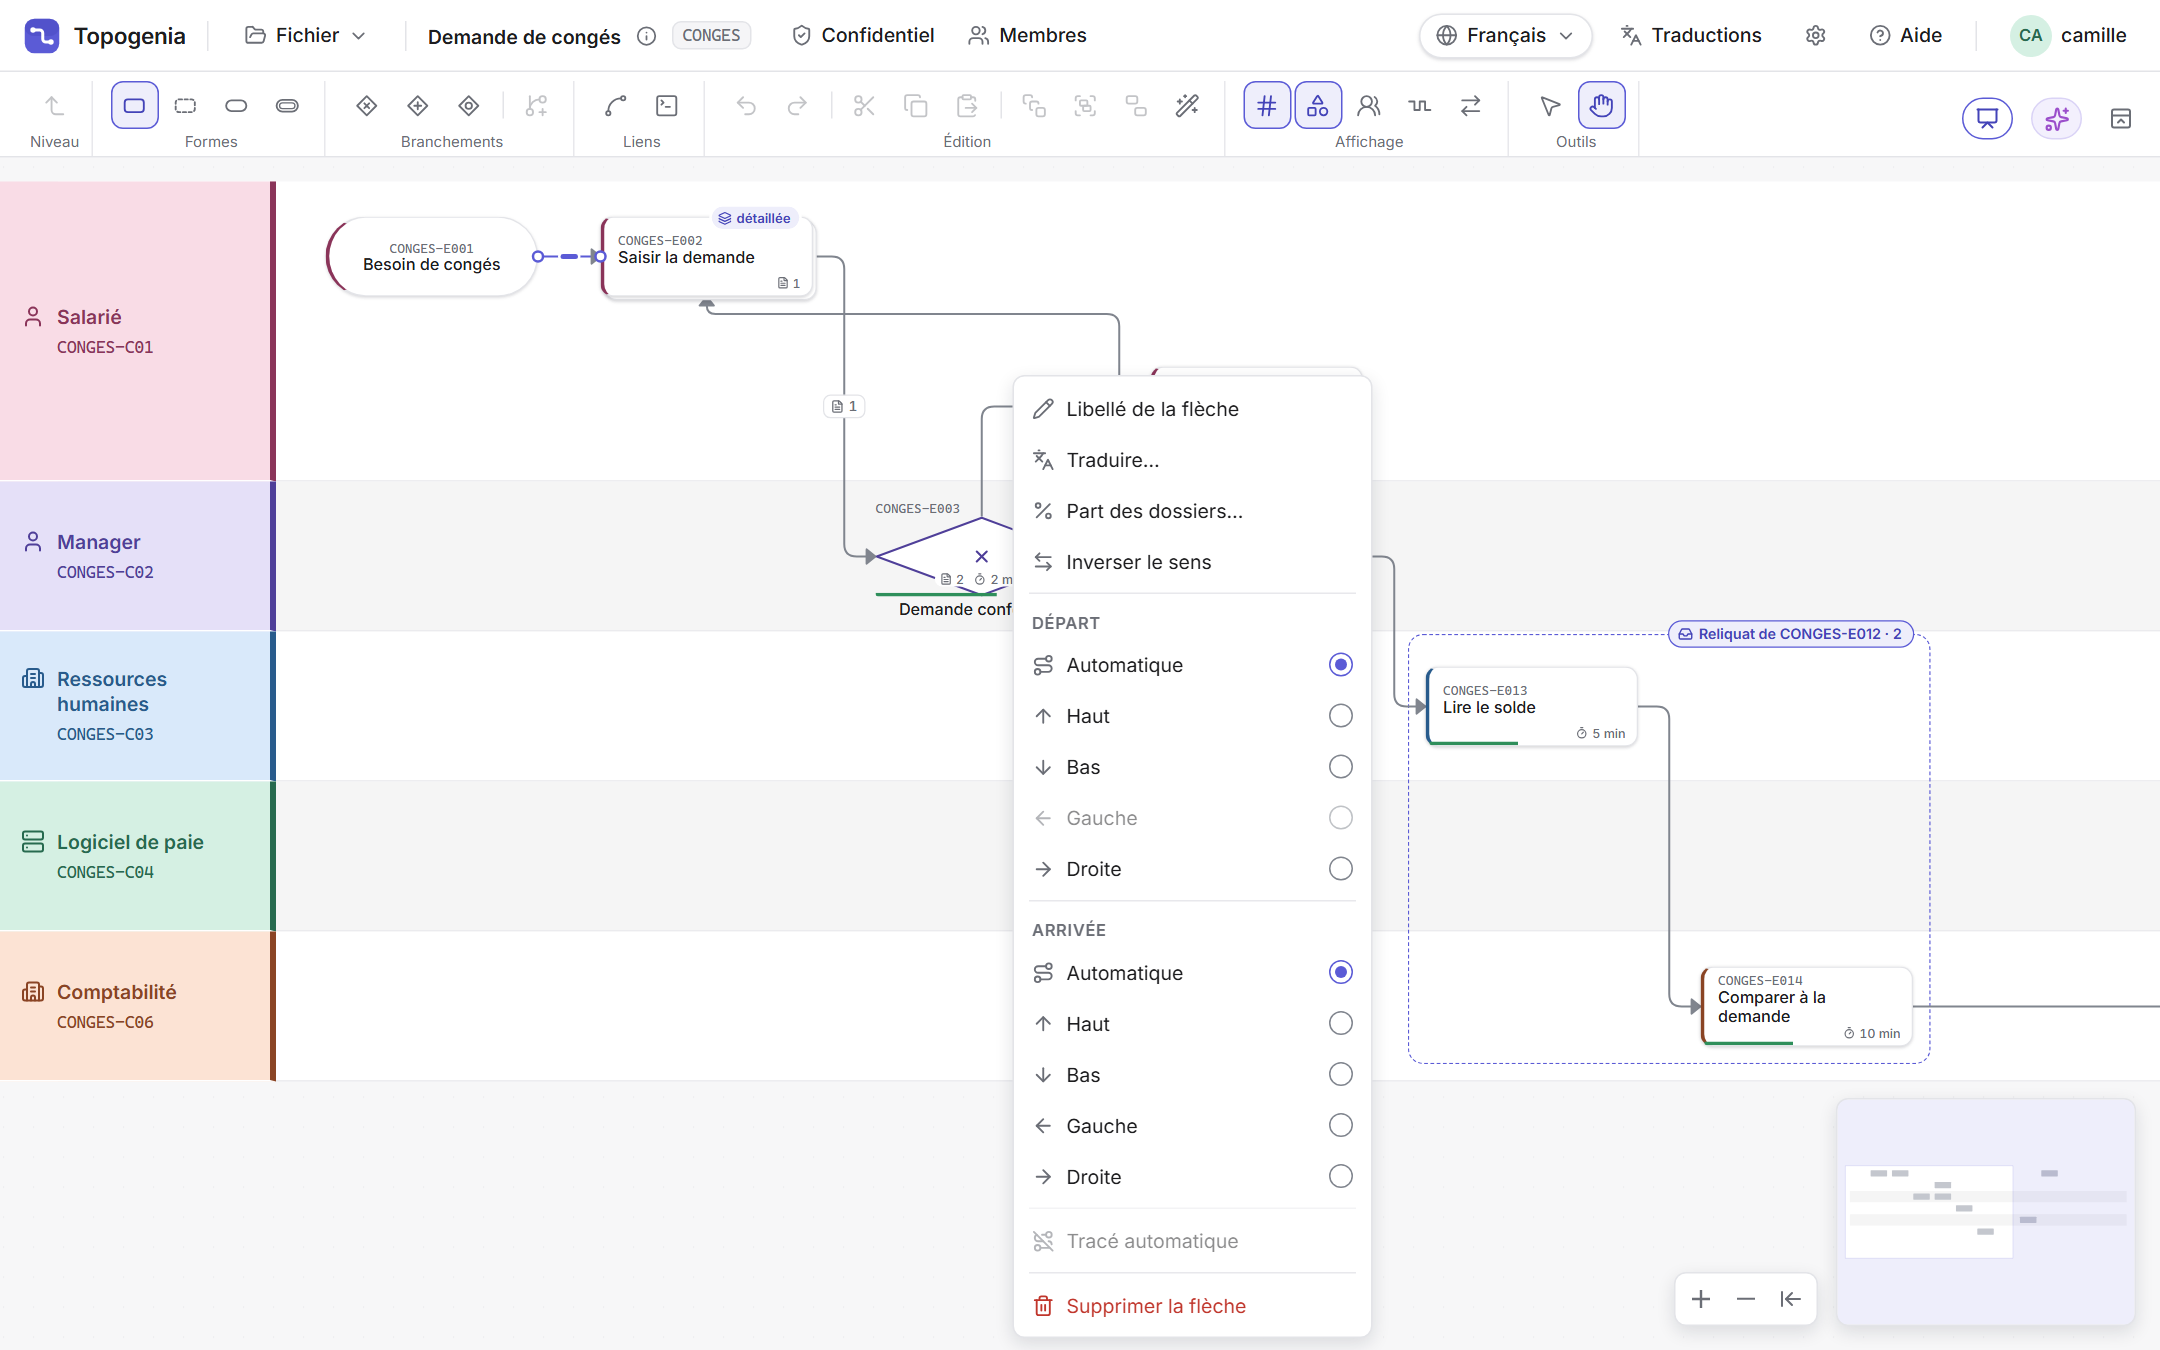 Topogenia
Fichier
Demande de congés
CONGES
Confidentiel
Membres
Français
Traductions
Aide
CA
camille
Niveau
Formes
Branchements
Liens
Édition
Affichage
Outils
Salarié
CONGES-C01
Manager
CONGES-C02
Ressources
humaines
CONGES-C03
Logiciel de paie
CONGES-C04
Comptabilité
CONGES-C06
CONGES-E001
Besoin de congés
détaillée
CONGES-E002
Saisir la demande
1
1
CONGES-E003
2
2 m
Demande conf
Libellé de la flèche
Traduire...
Part des dossiers...
Inverser le sens
DÉPART
Automatique
Haut
Bas
Gauche
Droite
ARRIVÉE
Automatique
Haut
Bas
Gauche
Droite
Tracé automatique
Supprimer la flèche
Reliquat de CONGES-E012 · 2
CONGES-E013
Lire le solde
5 min
CONGES-E014
Comparer à la
demande
10 min